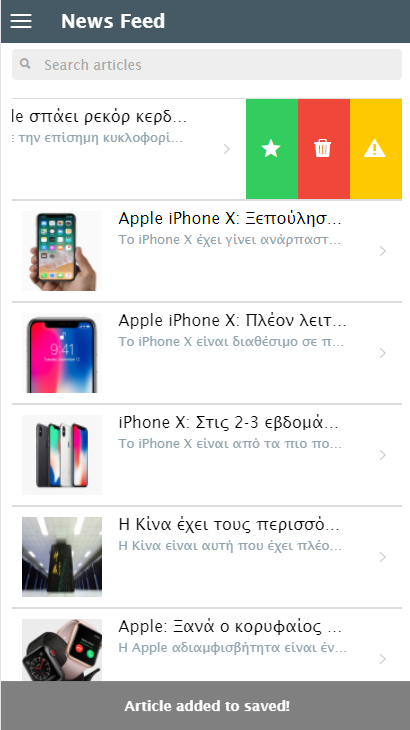 News Feed
Search articles
le σπάει ρεκόρ κερδ...
ε την επίσημη κυκλοφορί...
Apple iPhone X: Ξεπούλησ...
Το iPhone X έχει γίνει ανάρπαστ...
Apple iPhone X: Πλέον λειτ...
Το iPhone X είναι διαθέσιμο σε π...
9:41
iPhone X: Στις 2-3 εβδομά...
Το iPhone X είναι από τα πιο πο...
Η Κίνα έχει τους περισσό...
Η Κίνα είναι αυτή που έχει πλέο...
Apple: Ξανά ο κορυφαίος ...
Η Apple αδιαμφισβήτητα είναι έν...
Article added to saved!